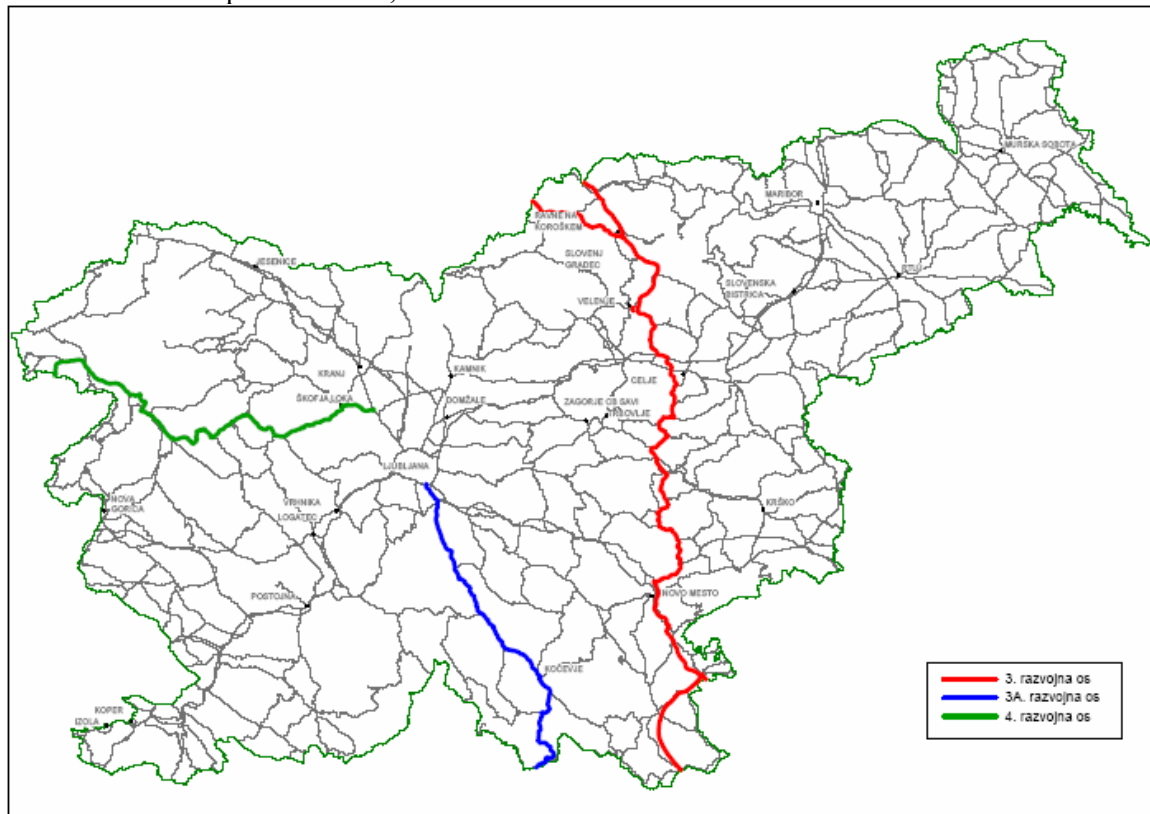 MURSKA SOBOTA
MARIBOR
RAVNE NA
KOROŠKEM
SLOVENJ
GRADEC
JESENICE
PTUJ
SLOVENSKA
BISTRICA
VELENJE
KRANJ
KAMNIK
CELJE
ŠKOFJA LOKA
DOMŽALE
ZAGORJE OB SAVI
TRBOVLJE
LJUBLJANA
NOVA
GORICA
VRHNIKA
LOGATEC
KRŠKO
POSTOJNA
NOVO MESTO
KOČEVJE
KOPER
IZOLA
3. razvojna os
3A. razvojna os
4. razvojna os